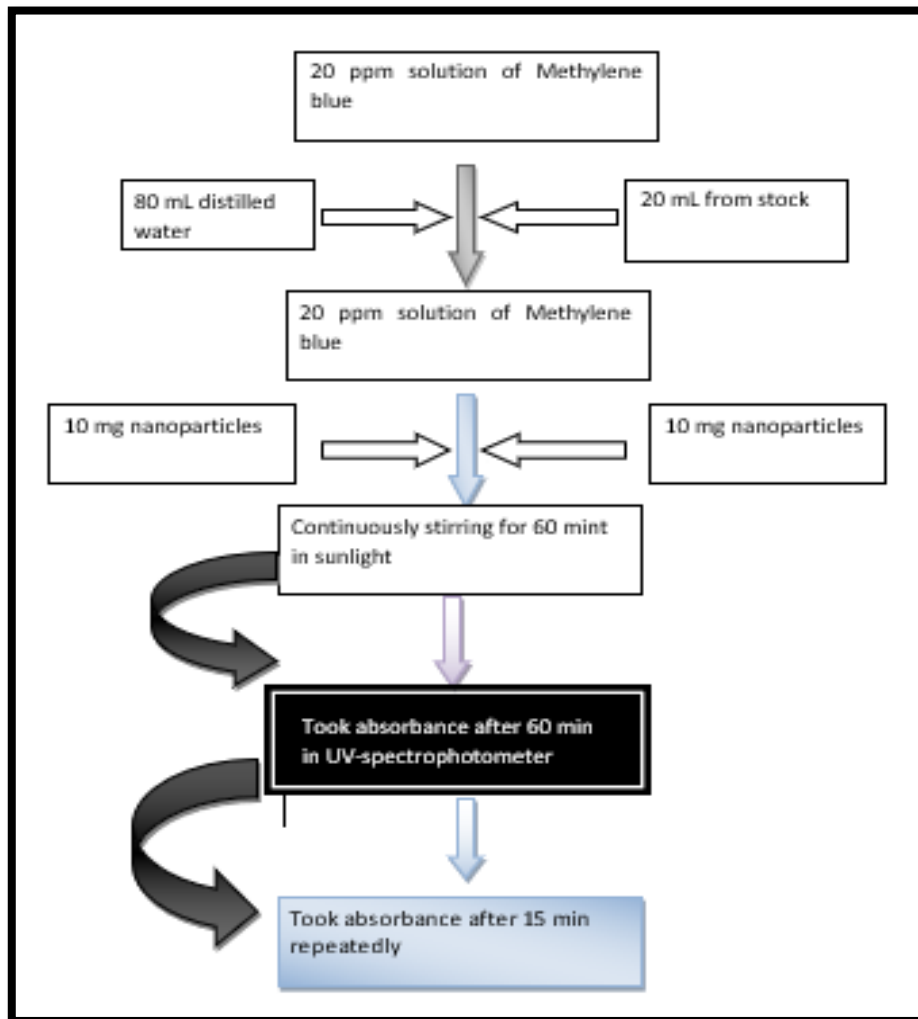 20 ppm solution of Methylene
blue
80 mL distilled
water
20 mL from stock
20 ppm solution of Methylene
blue
10 mg nanoparticles
10 mg nanoparticles
Continuously stirring for 60 mint
in sunlight
Took absorbance after 60 min
in UV-spectrophotometer
Took absorbance after 15 min
repeatedly